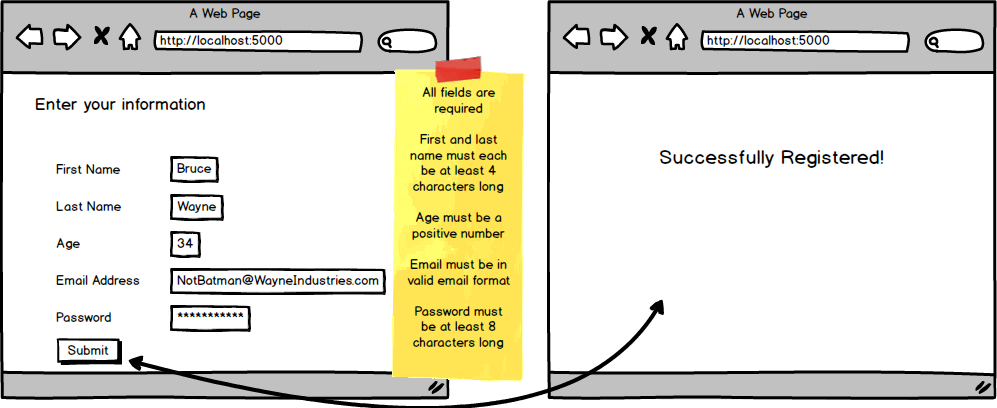 A Web Page
http://localhost:5000
Enter your information
First Name
Bruce
Last Name
Wayne
Age
34
Email Address
NotBatman@WayneIndustries.com
Password
***********
Submit
All fields are
required
First and last
name must each
be at least 4
characters long
Age must be a
positive number
Email must be in
valid email format
Password must
be at least 8
characters long
A Web Page
http://localhost:5000
Successfully Registered!